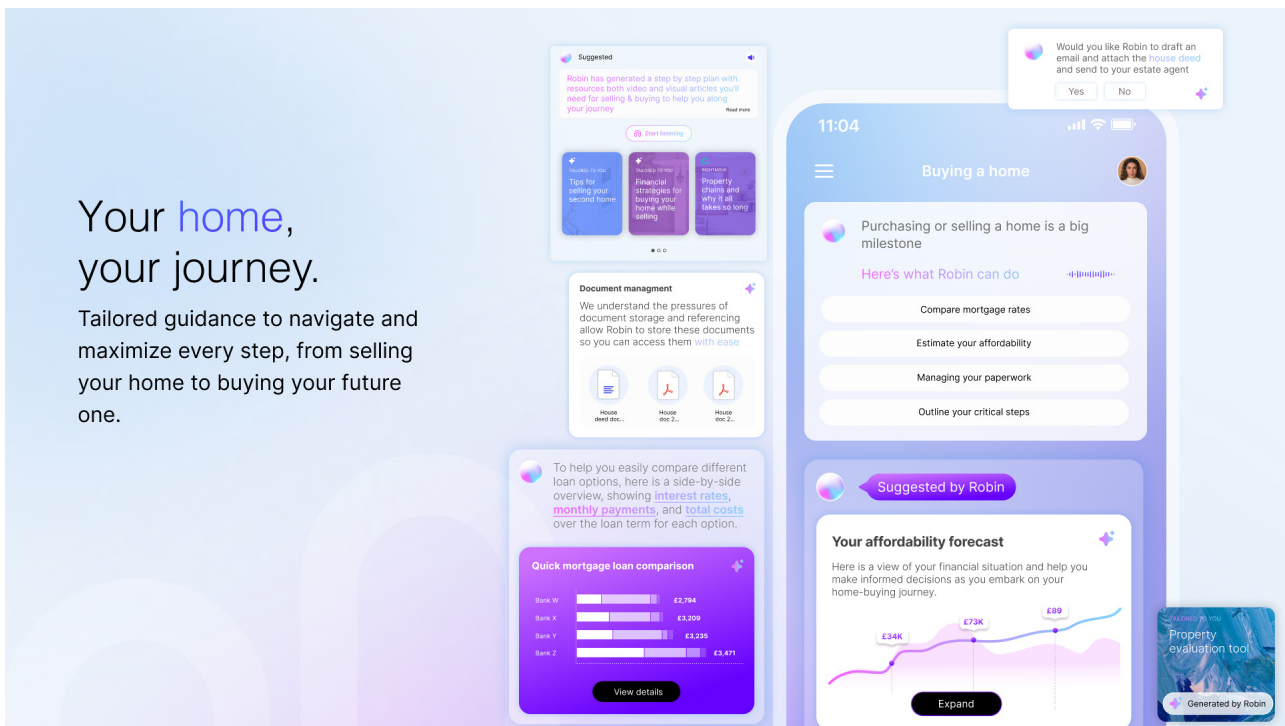 Your home,
your journey.
Tailored guidance to navigate and
maximize every step, from selling
your home to buying your future
one.
Suggested
Robin has generated a step by step plan with
resources both video and visual articles you'll
need for selling & buying to help you along
your journey
Read more
Start listening
TAILORED TO YOU
Tips for
selling your
second home
TAILORED TO YOU
Financial
strategies for
buying your
home while
selling
RIGHTMOVE
Property
chains and
why it all
takes so long
Document managment
We understand the pressures of
document storage and referencing
allow Robin to store these documents
so you can access them with ease
House
deed doc...
House
doc 2...
House
doc 2...
To help you easily compare different
loan options, here is a side-by-side
overview, showing interest rates,
monthly payments, and total costs
over the loan term for each option.
Quick mortgage loan comparison
Bank W £2,794
Bank X £3,209
Bank Y £3,235
Bank Z £3,471
View details
Would you like Robin to draft an
email and attach the house deed
and send to your estate agent
Yes No
11:04
Buying a home
Purchasing or selling a home is a big
milestone
Here's what Robin can do
Compare mortgage rates
Estimate your affordability
Managing your paperwork
Outline your critical steps
Suggested by Robin
Your affordability forecast
Here is a view of your financial situation and help you
make informed decisions as you embark on your
home-buying journey.
£34K
£73K
£89
Expand
TAILORED TO YOU
Property
evaluation tool
Generated by Robin